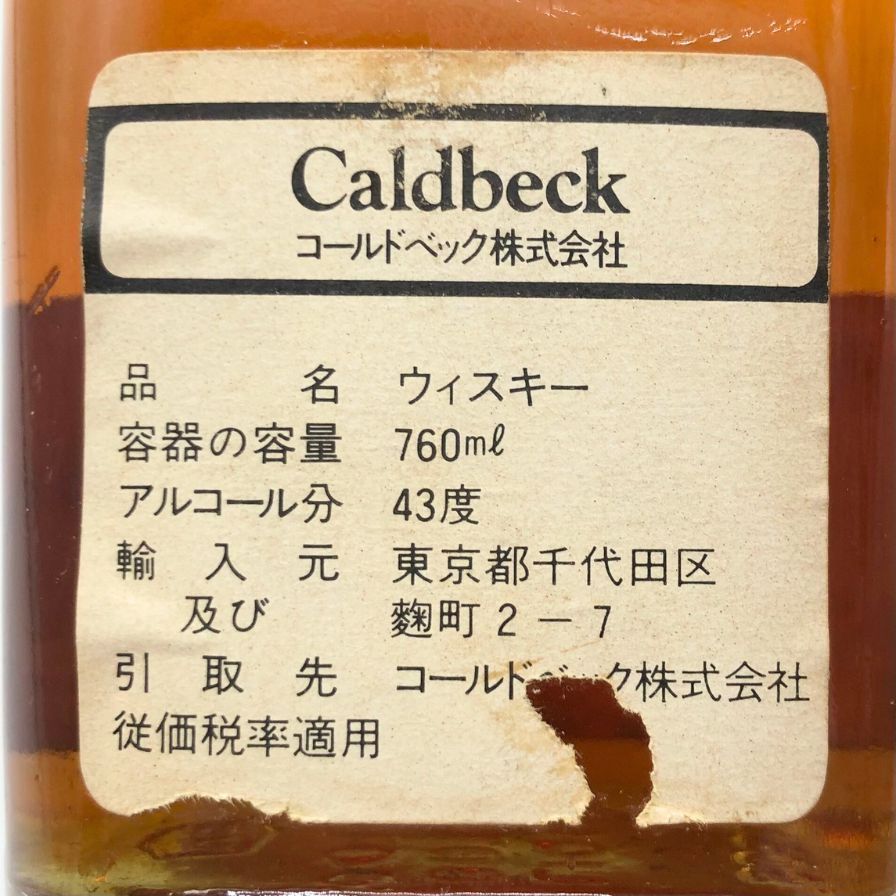 Caldbeck
コールドベック株式会社
品名 ウィスキー
容器の容量 760ml
アルコール分 43度
輸入元 東京都千代田区
及び 麴町2-7
引取先 コールドベック株式会社
従価税率適用